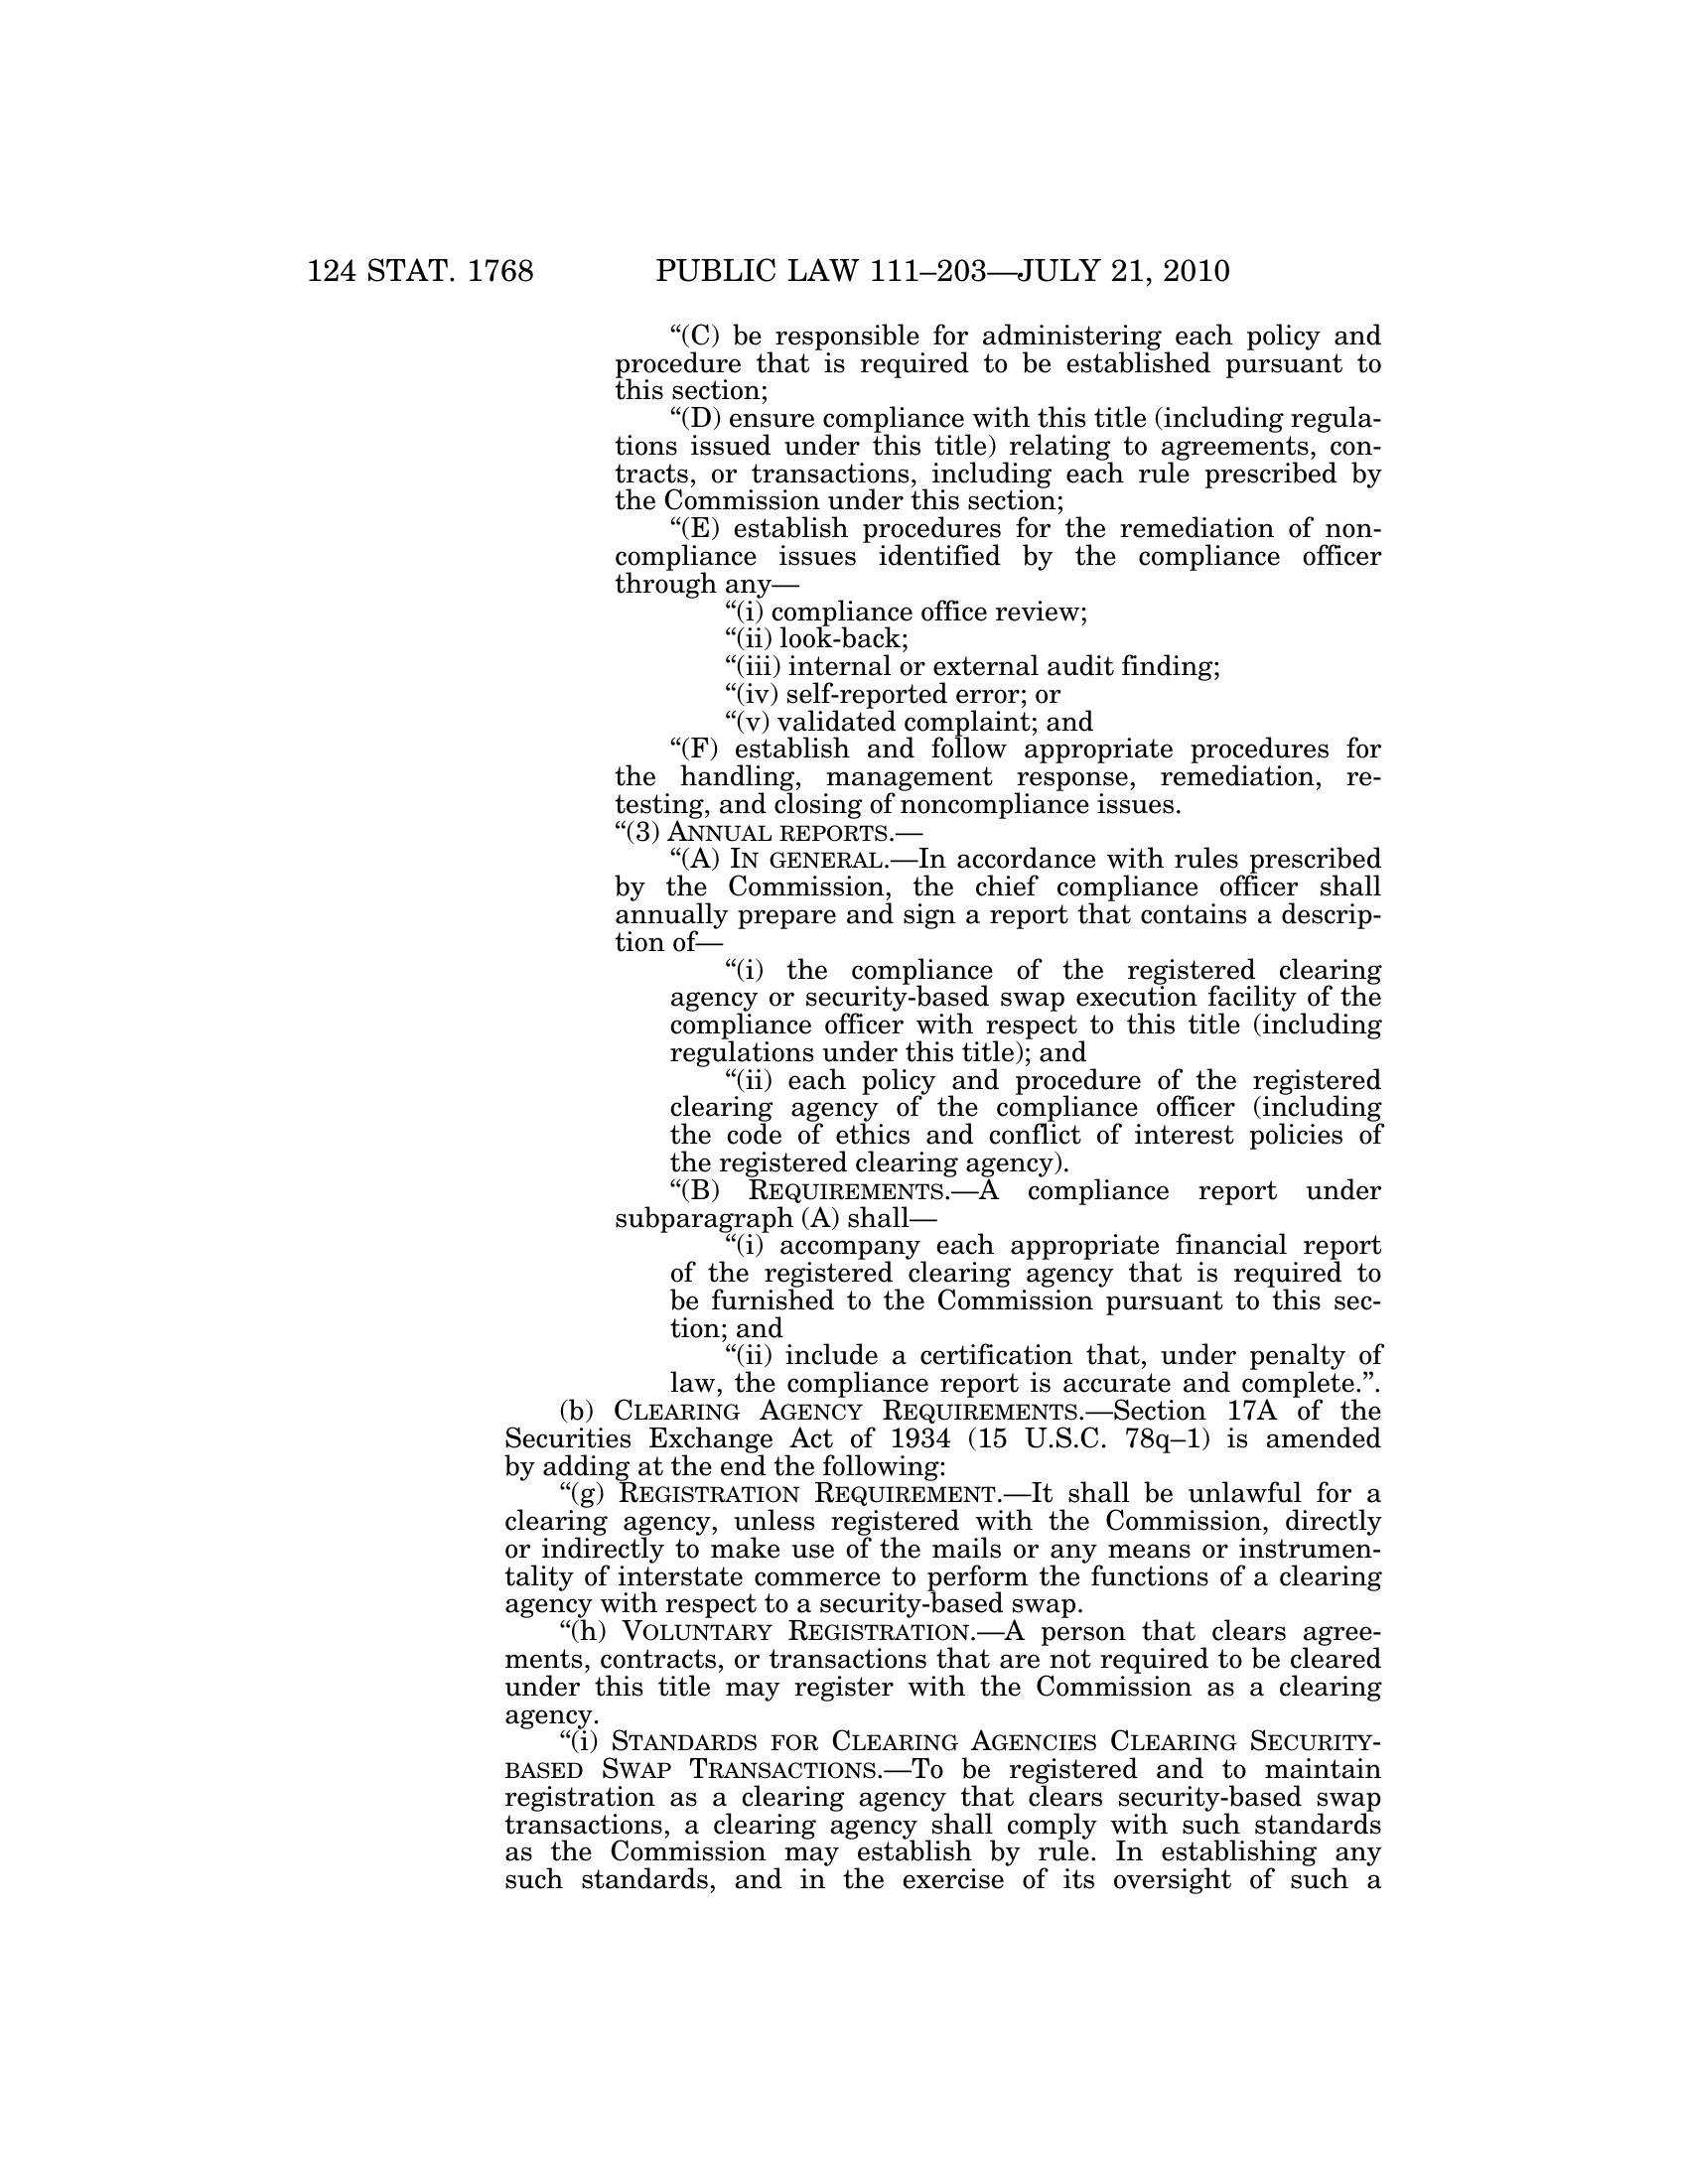 124 STAT. 1768 PUBLIC LAW 111–203—JULY 21, 2010
“(C) be responsible for administering each policy and
procedure that is required to be established pursuant to
this section;
“(D) ensure compliance with this title (including regula-
tions issued under this title) relating to agreements, con-
tracts, or transactions, including each rule prescribed by
the Commission under this section;
“(E) establish procedures for the remediation of non-
compliance issues identified by the compliance officer
through any—
“(i) compliance office review;
“(ii) look-back;
“(iii) internal or external audit finding;
“(iv) self-reported error; or
“(v) validated complaint; and
“(F) establish and follow appropriate procedures for
the handling, management response, remediation, re-
testing, and closing of noncompliance issues.
“(3) ANNUAL REPORTS.—
“(A) IN GENERAL.—In accordance with rules prescribed
by the Commission, the chief compliance officer shall
annually prepare and sign a report that contains a descrip-
tion of—
“(i) the compliance of the registered clearing
agency or security-based swap execution facility of the
compliance officer with respect to this title (including
regulations under this title); and
“(ii) each policy and procedure of the registered
clearing agency of the compliance officer (including
the code of ethics and conflict of interest policies of
the registered clearing agency).
“(B) REQUIREMENTS.—A compliance report under
subparagraph (A) shall—
“(i) accompany each appropriate financial report
of the registered clearing agency that is required to
be furnished to the Commission pursuant to this sec-
tion; and
“(ii) include a certification that, under penalty of
law, the compliance report is accurate and complete.”.
(b) CLEARING AGENCY REQUIREMENTS.—Section 17A of the
Securities Exchange Act of 1934 (15 U.S.C. 78q–1) is amended
by adding at the end the following:
“(g) REGISTRATION REQUIREMENT.—It shall be unlawful for a
clearing agency, unless registered with the Commission, directly
or indirectly to make use of the mails or any means or instrumen-
tality of interstate commerce to perform the functions of a clearing
agency with respect to a security-based swap.
“(h) VOLUNTARY REGISTRATION.—A person that clears agree-
ments, contracts, or transactions that are not required to be cleared
under this title may register with the Commission as a clearing
agency.
“(i) STANDARDS FOR CLEARING AGENCIES CLEARING SECURITY-
BASED SWAP TRANSACTIONS.—To be registered and to maintain
registration as a clearing agency that clears security-based swap
transactions, a clearing agency shall comply with such standards
as the Commission may establish by rule. In establishing any
such standards, and in the exercise of its oversight of such a